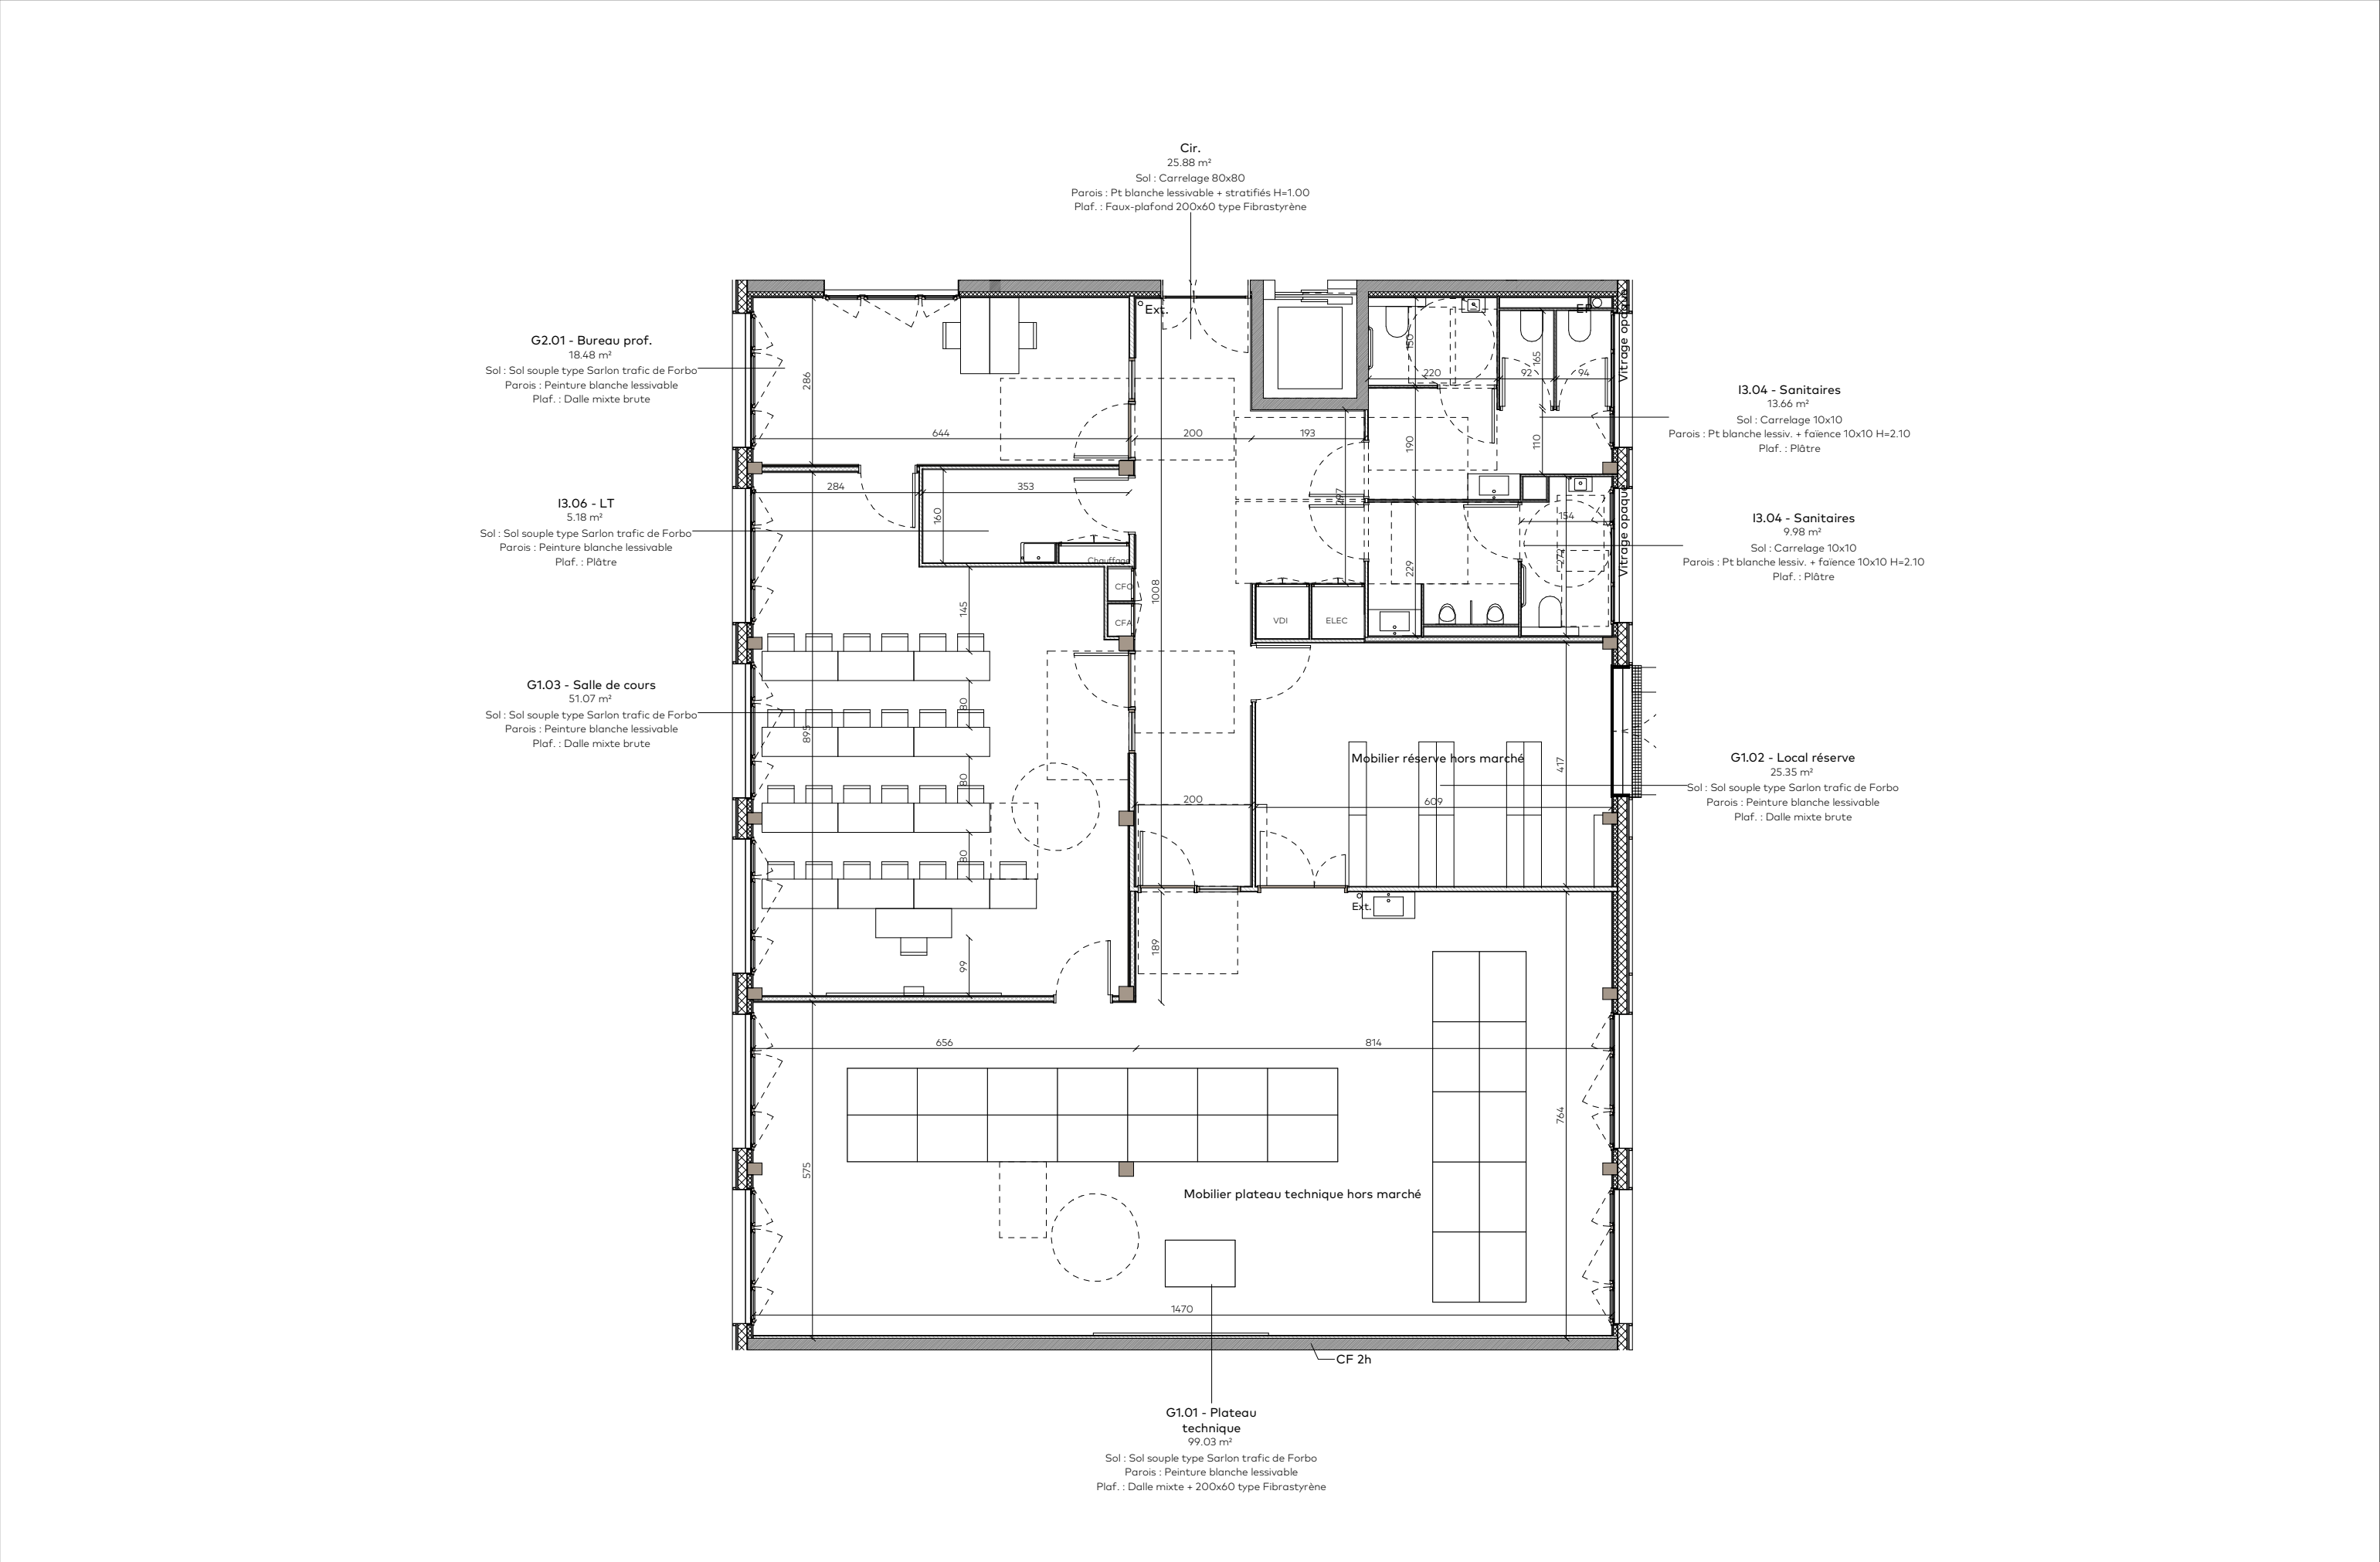 Cir.
25.88 m²
Sol : Carrelage 80x80
Parois : Pt blanche lessivable + stratifiés H=1.00
Plaf. : Faux-plafond 200x60 type Fibrastyrène
G2.01 - Bureau prof.
18.48 m²
Sol : Sol souple type Sarlon trafic de Forbo
Parois : Peinture blanche lessivable
Plaf. : Dalle mixte brute
I3.06 - LT
5.18 m²
Sol : Sol souple type Sarlon trafic de Forbo
Parois : Peinture blanche lessivable
Plaf. : Plâtre
G1.03 - Salle de cours
51.07 m²
Sol : Sol souple type Sarlon trafic de Forbo
Parois : Peinture blanche lessivable
Plaf. : Dalle mixte brute
Ext.
EP
Vitrage opaque
286
150
165
220
92
94
644
200
193
190
110
284
353
160
297
154
Vitrage opaque
272
229
Chauffage
CFO
CFA
VDI
ELEC
1008
145
80
895
80
80
99
Mobilier réserve hors marché
417
200
609
Ext.
189
656
814
764
575
Mobilier plateau technique hors marché
1470
CF 2h
I3.04 - Sanitaires
13.66 m²
Sol : Carrelage 10x10
Parois : Pt blanche lessiv. + faïence 10x10 H=2.10
Plaf. : Plâtre
I3.04 - Sanitaires
9.98 m²
Sol : Carrelage 10x10
Parois : Pt blanche lessiv. + faïence 10x10 H=2.10
Plaf. : Plâtre
G1.02 - Local réserve
25.35 m²
Sol : Sol souple type Sarlon trafic de Forbo
Parois : Peinture blanche lessivable
Plaf. : Dalle mixte brute
G1.01 - Plateau
technique
99.03 m²
Sol : Sol souple type Sarlon trafic de Forbo
Parois : Peinture blanche lessivable
Plaf. : Dalle mixte + 200x60 type Fibrastyrène